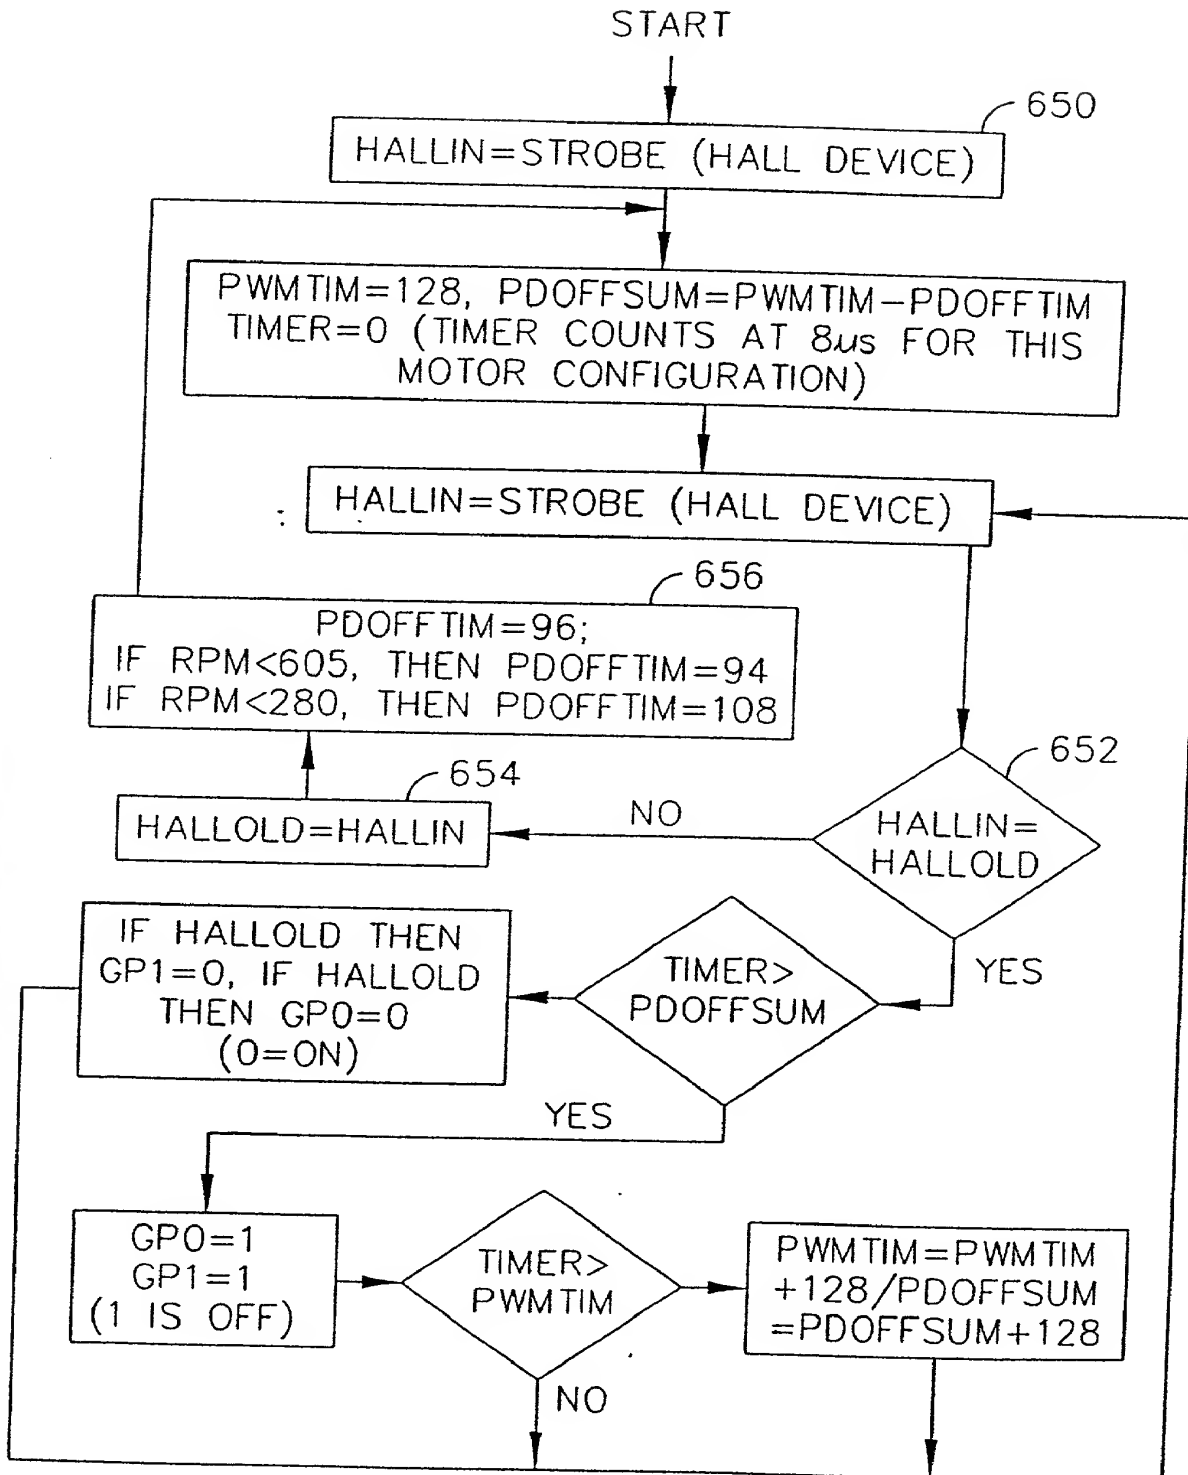 START
650
HALLIN=STROBE (HALL DEVICE)
PWMTIM=128, PDOFFSUM=PWMTIM-PDOFFTIM
TIMER=0 (TIMER COUNTS AT 8us FOR THIS
MOTOR CONFIGURATION)
HALLIN=STROBE (HALL DEVICE)
656
PDOFFTIM=96;
IF RPM<605, THEN PDOFFTIM=94
IF RPM<280, THEN PDOFFTIM=108
652
654
HALLOLD=HALLIN
NO
HALLIN=
HALLOLD
YES
IF HALLOLD THEN
GP1=0, IF HALLOLD
THEN GP0=0
(0=ON)
TIMER>
PDOFFSUM
YES
GP0=1
GP1=1
(1 IS OFF)
TIMER>
PWMTIM
PWMTIM=PWMTIM
+128/PDOFFSUM
=PDOFFSUM+128
NO